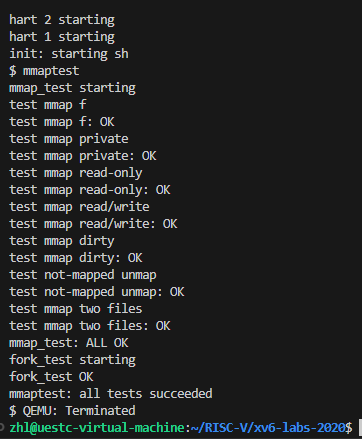 hart 2 starting
hart 1 starting
init: starting sh
$ mmaptest
mmap_test starting
test mmap f
test mmap f: OK
test mmap private
test mmap private: OK
test mmap read-only
test mmap read-only: OK
test mmap read/write
test mmap read/write: OK
test mmap dirty
test mmap dirty: OK
test not-mapped unmap
test not-mapped unmap: OK
test mmap two files
test mmap two files: OK
mmap_test: ALL OK
fork_test starting
fork_test OK
mmaptest: all tests succeeded
$ QEMU: Terminated
zhl@uestc-virtual-machine:~/RISC-V/xv6-labs-2020$